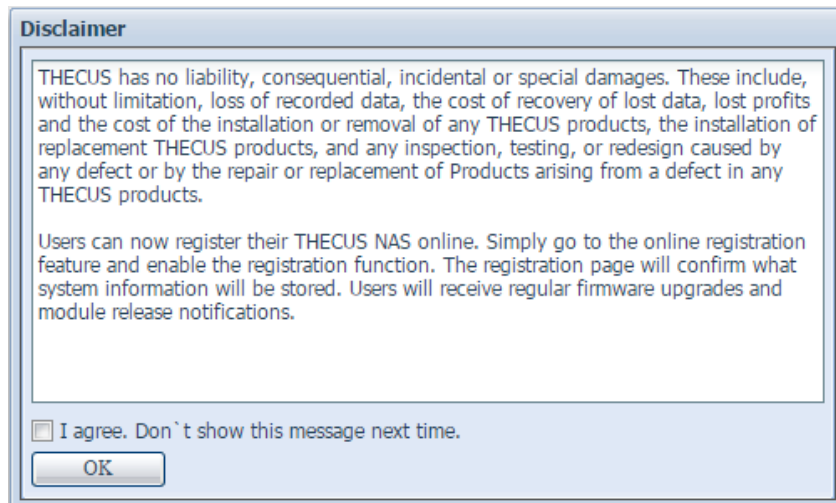 Disclaimer
THECUS has no liability, consequential, incidental or special damages. These include,
without limitation, loss of recorded data, the cost of recovery of lost data, lost profits
and the cost of the installation or removal of any THECUS products, the installation of
replacement THECUS products, and any inspection, testing, or redesign caused by
any defect or by the repair or replacement of Products arising from a defect in any
THECUS products.
Users can now register their THECUS NAS online. Simply go to the online registration
feature and enable the registration function. The registration page will confirm what
system information will be stored. Users will receive regular firmware upgrades and
module release notifications.
I agree. Don`t show this message next time.
OK